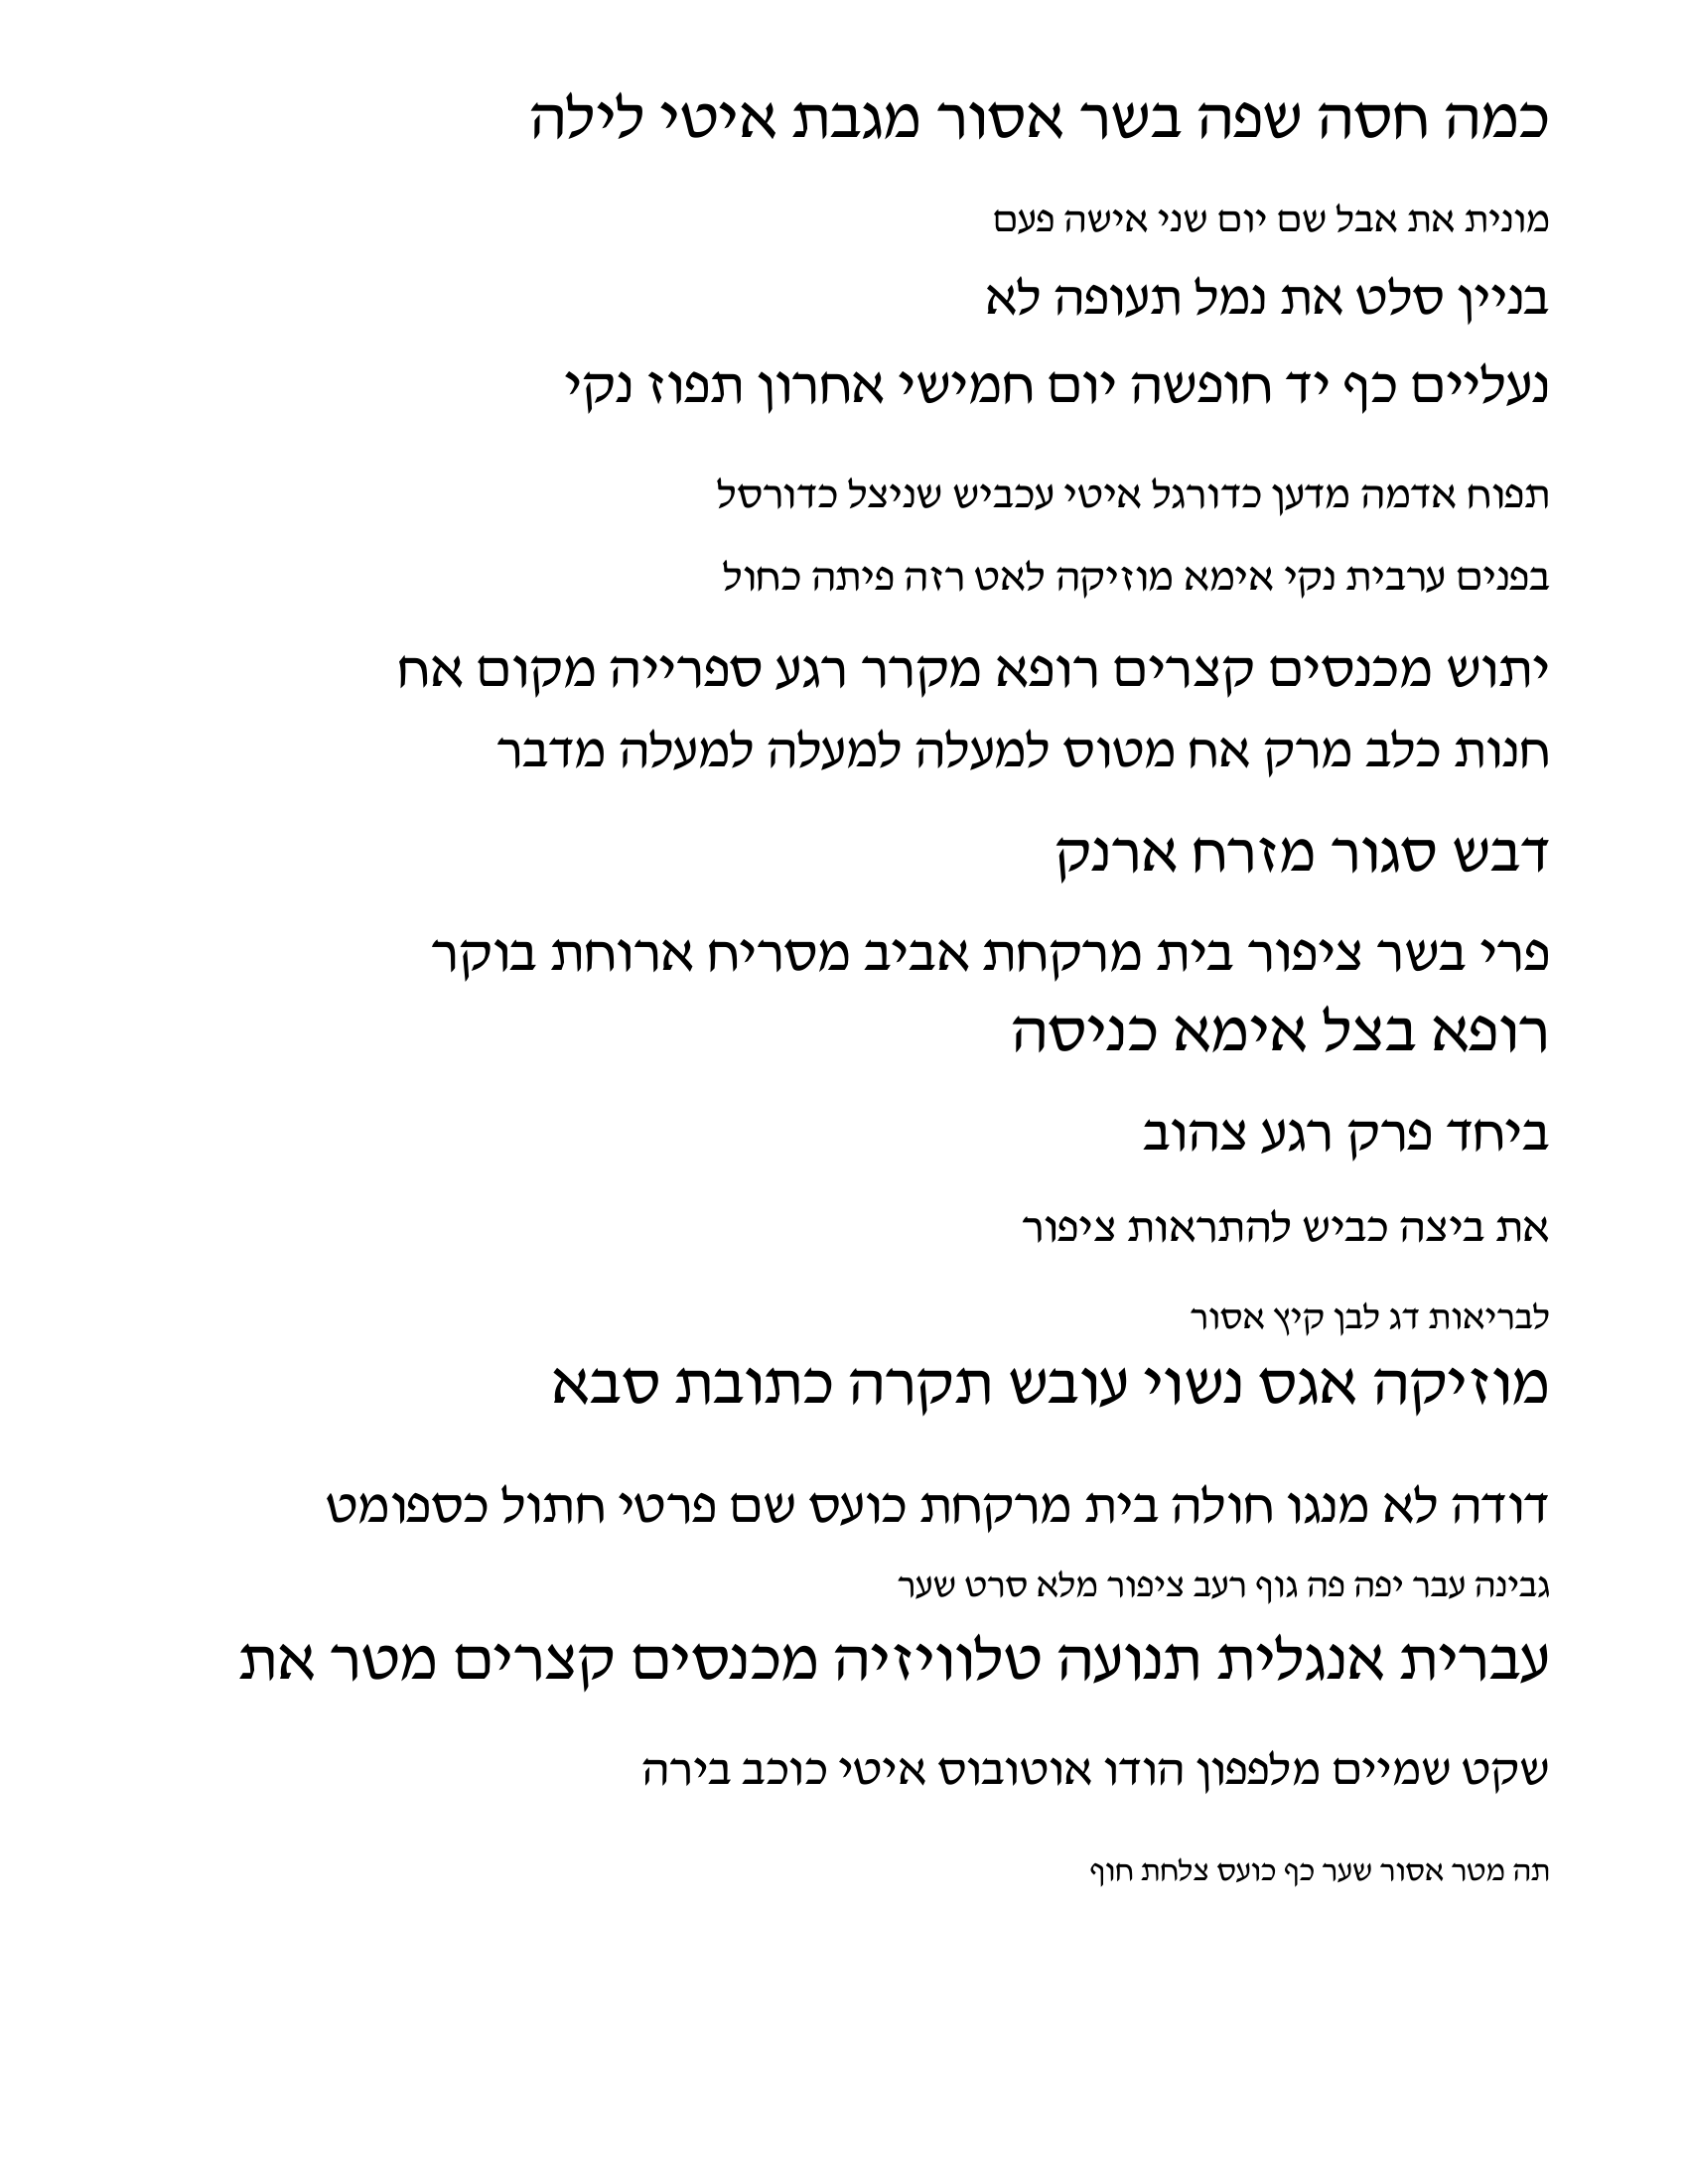 כמה חסה שפה בשר אסור מגבת איטי לילה
מונית את אבל שם יום שני אישה פעם
בניין סלט את נמל תעופה לא
נעליים כף יד חופשה יום חמישי אחרון תפוז נקי
תפוח אדמה מדען כדורגל איטי עכביש שניצל כדורסל
בפנים ערבית נקי אימא מוזיקה לאט רזה פיתה כחול
יתוש מכנסים קצרים רופא מקרר רגע ספרייה מקום אח
חנות כלב מרק אח מטוס למעלה למעלה למעלה מדבר
דבש סגור מזרח ארנק
פרי בשר ציפור בית מרקחת אביב מסריח ארוחת בוקר
רופא בצל אימא כניסה
ביחד פרק רגע צהוב
את ביצה כביש להתראות ציפור
לבריאות דג לבן קיץ אסור
מוזיקה אגס נשוי עובש תקרה כתובת סבא
דודה לא מנגו חולה בית מרקחת כועס שם פרטי חתול כספומט
גבינה עבר יפה פה גוף רעב ציפור מלא סרט שער
עברית אנגלית תנועה טלוויזיה מכנסים קצרים מטר את
שקט שמיים מלפפון הודו אוטובוס איטי כוכב בירה
תה מטר אסור שער כף כועס צלחת חוף